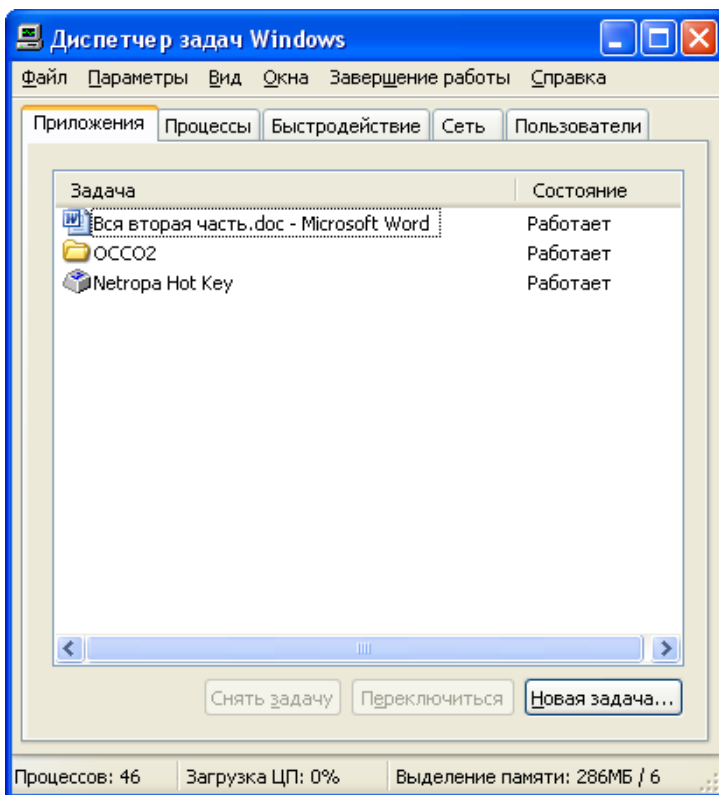 Диспетчер задач Windows
Файл Параметры Вид Окна Завершение работы Справка
Приложения Процессы Быстродействие Сеть Пользователи
Задача Состояние
Вся вторая часть.doc - Microsoft Word Работает
ОССО2 Работает
Netropa Hot Key Работает
Снять задачу Переключиться Новая задача...
Процессов: 46 Загрузка ЦП: 0% Выделение памяти: 286МБ / 6